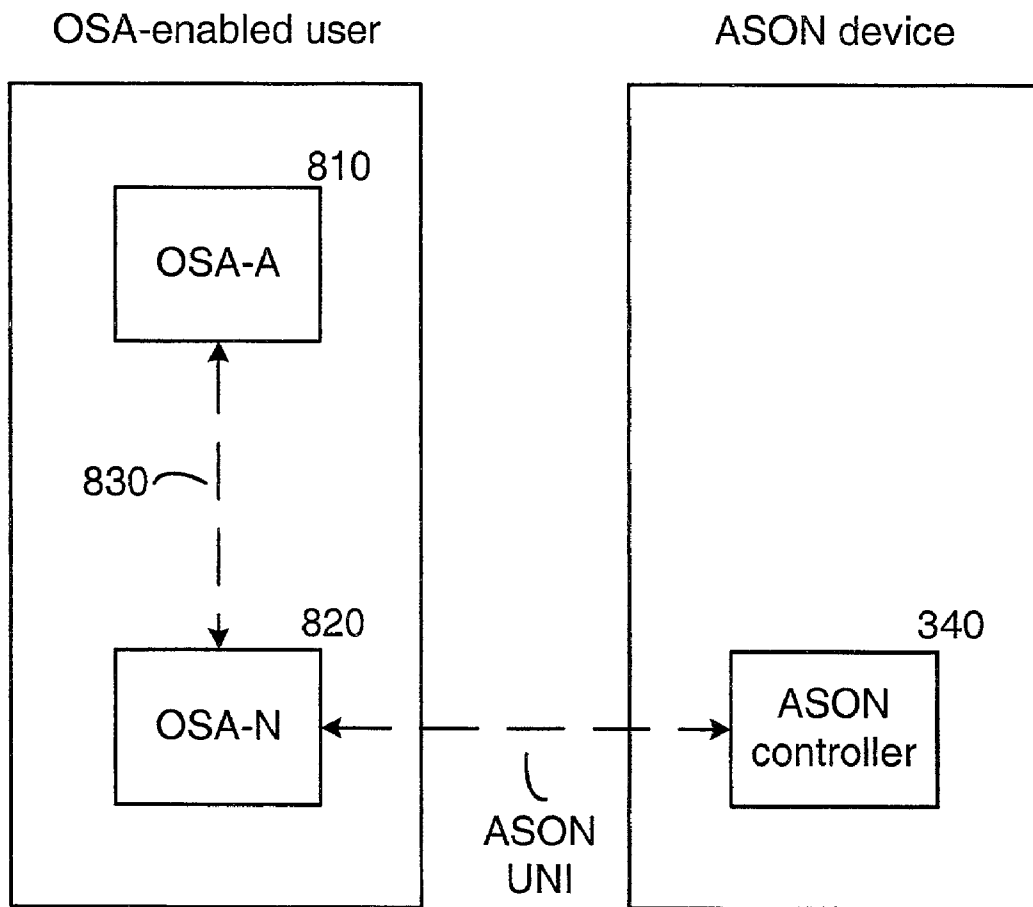 OSA-enabled user
ASON device
810
OSA-A
830
820
OSA-N
340
ASON
controller
ASON
UNI